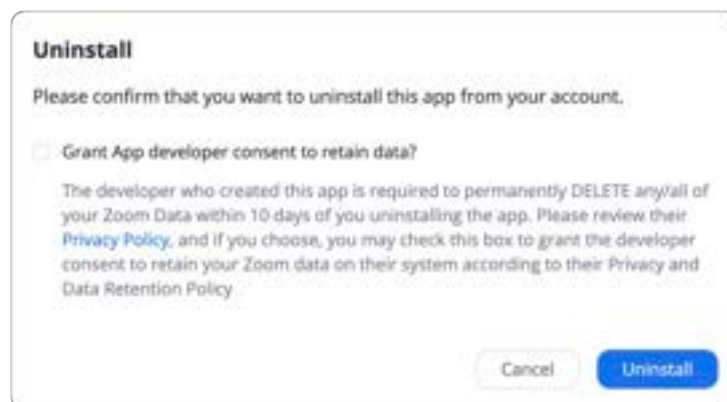 Uninstall
Please confirm that you want to uninstall this app from your account.
Grant App developer consent to retain data?
The developer who created this app is required to permanently DELETE any/all of
your Zoom Data within 10 days of you uninstalling the app. Please review their
Privacy Policy, and if you choose, you may check this box to grant the developer
consent to retain your Zoom data on their system according to their Privacy and
Data Retention Policy
Cancel
Uninstall